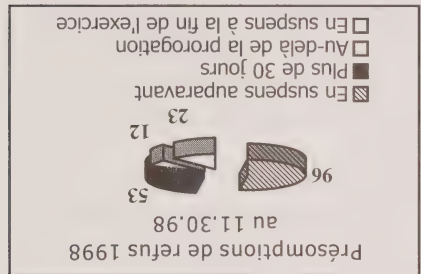 Présomptions de refus 1998
au 11.30.98
96
53
12
23
En suspens auparavant
Plus de 30 jours
Au-delà de la prorogation
En suspens à la fin de l'exercice